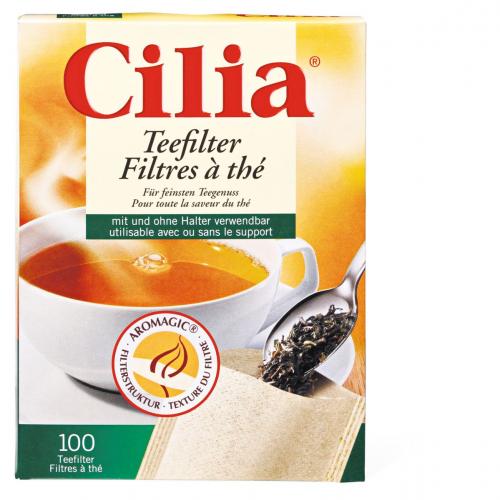 Cilia®
Teefilter
Filtres à thé
Für feinsten Teegenuss
Pour toute la saveur du thé
mit und ohne Halter verwendbar
utilisable avec ou sans le support
AROMAGIC®
FILTERSTRUKTUR · TEXTURE DU FILTRE
100
Teefilter
Filtres à thé